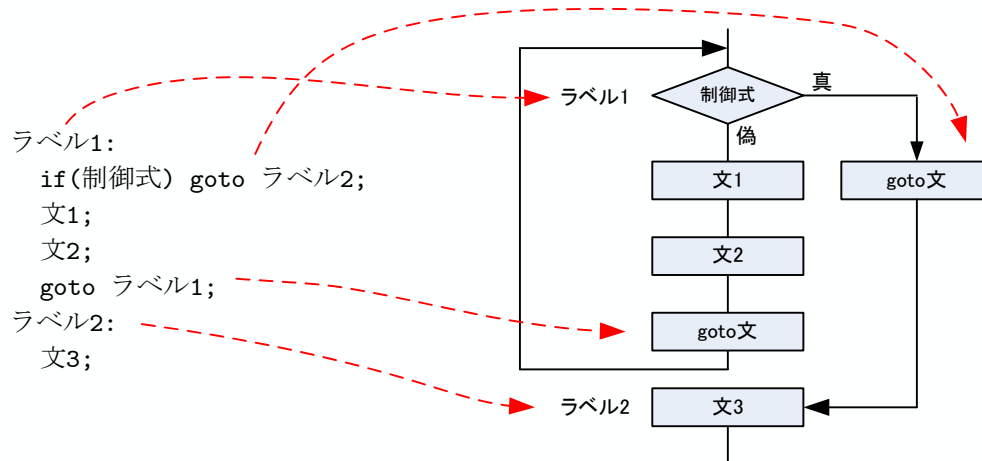 ラベル1:
if(制御式) goto ラベル2;
文1;
文2;
goto ラベル1;
ラベル2:
文3;
ラベル1
制御式
真
偽
文1
goto文
文2
goto文
ラベル2
文3